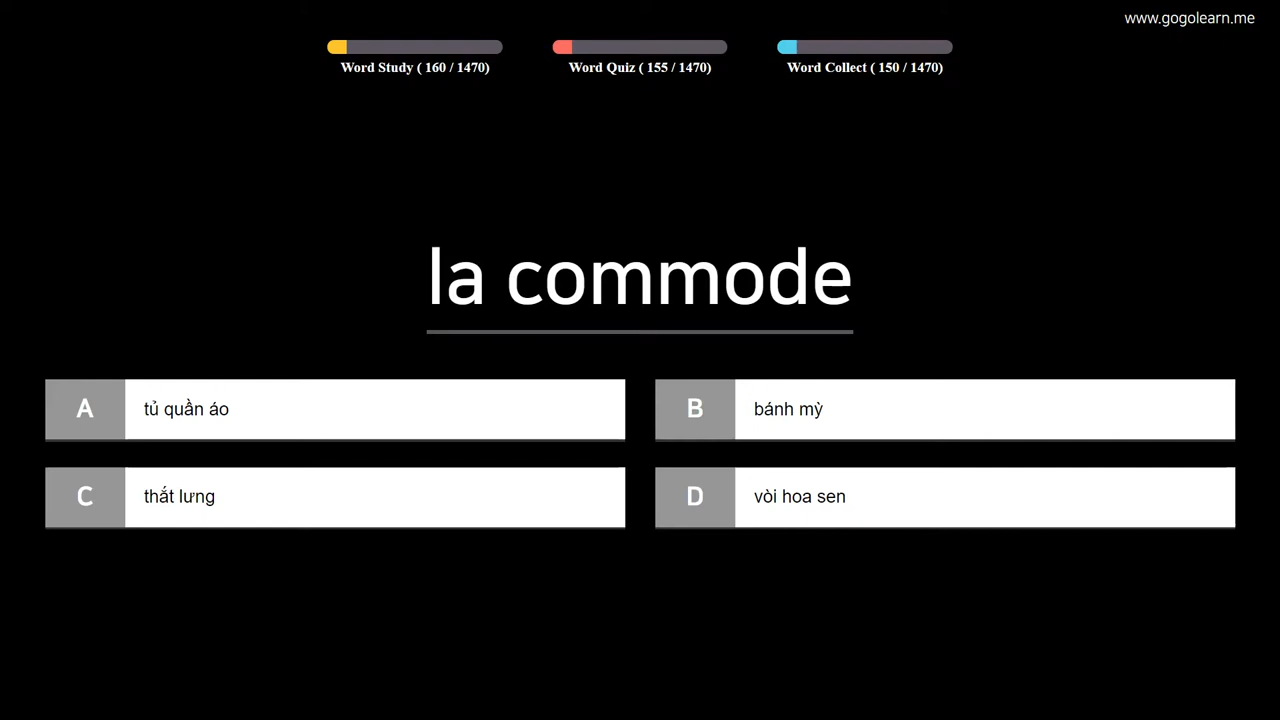 www.gogolearn.me
Word Study ( 160 / 1470)
Word Quiz ( 155 / 1470)
Word Collect ( 150 / 1470)
la commode
A tủ quần áo
B bánh mỳ
C thắt lưng
D vòi hoa sen